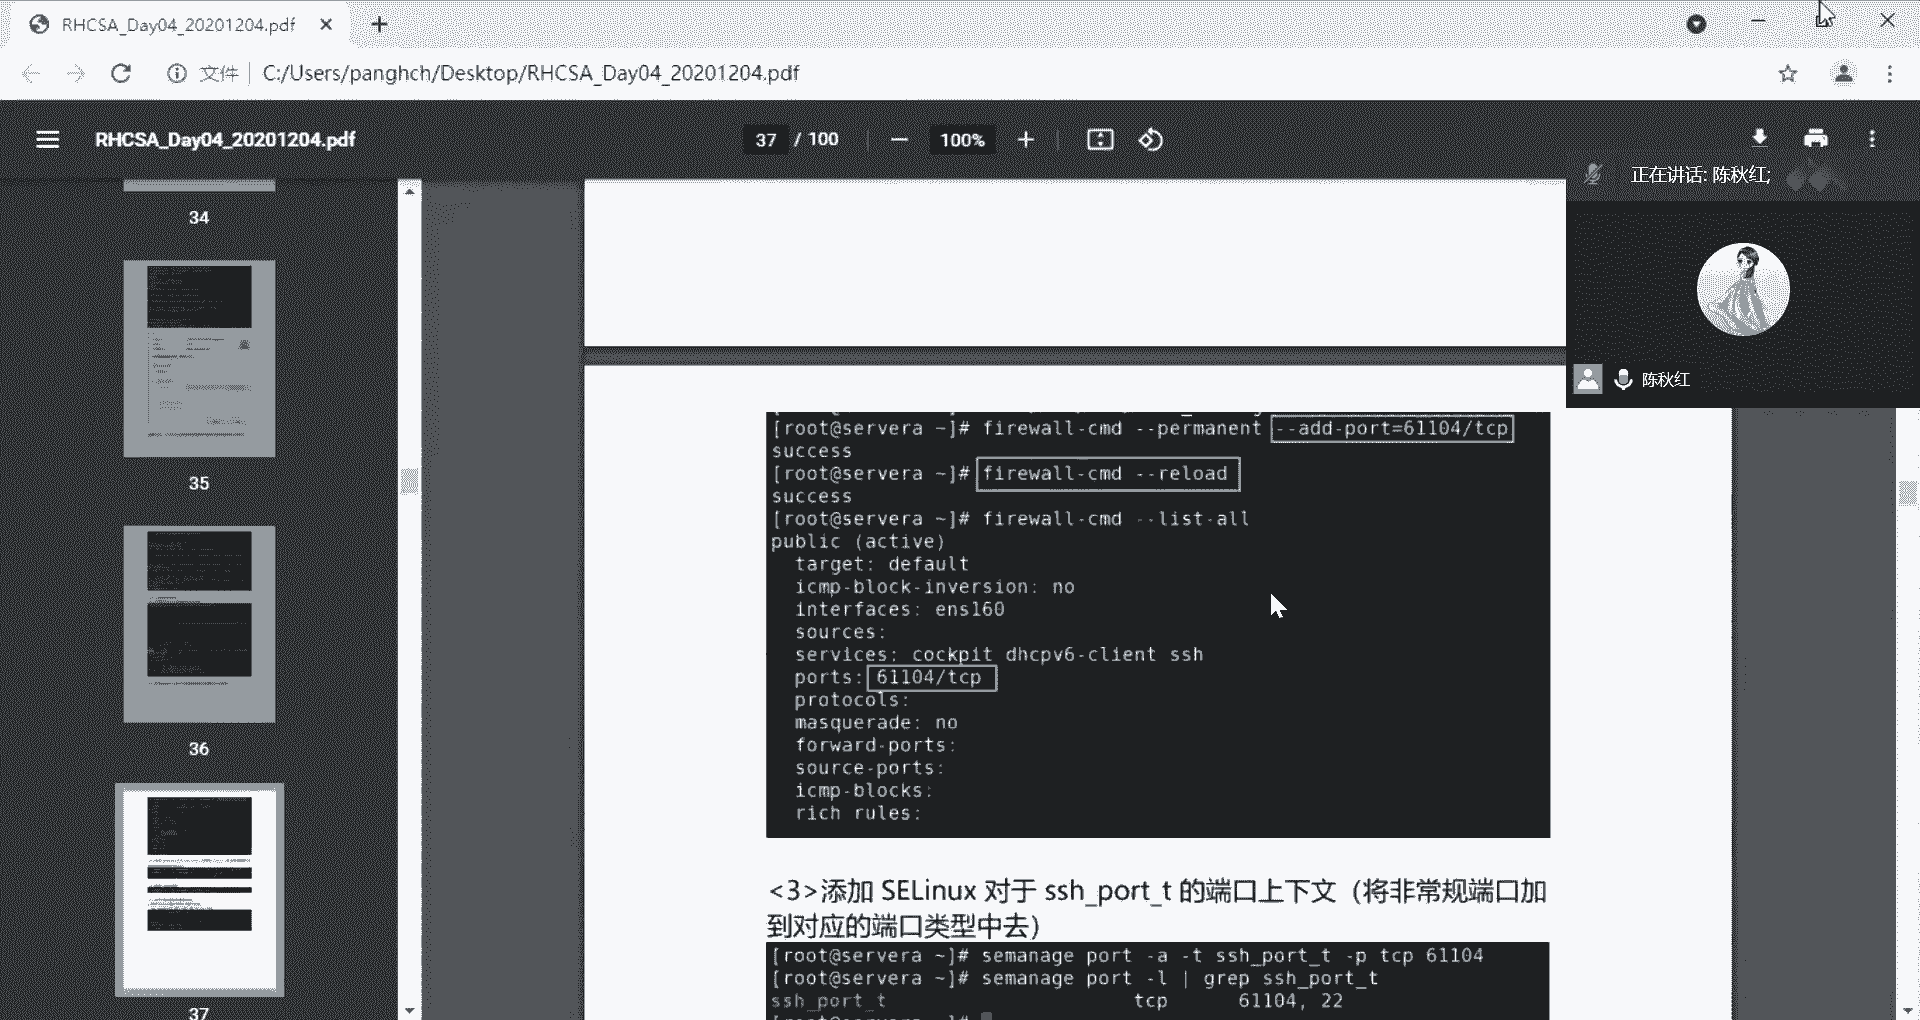 RHCSA_Day04_20201204.pdf
文件 C:/Users/panghch/Desktop/RHCSA_Day04_20201204.pdf
RHCSA_Day04_20201204.pdf
37 / 100
100%
正在讲话: 陈秋红;
陈秋红
34
35
36
37
[root@servera ~]# firewall-cmd --permanent --add-port=61104/tcp
success
[root@servera ~]# firewall-cmd --reload
success
[root@servera ~]# firewall-cmd --list-all
public (active)
target: default
icmp-block-inversion: no
interfaces: ens160
sources:
services: cockpit dhcpv6-client ssh
ports: 61104/tcp
protocols:
masquerade: no
forward-ports:
source-ports:
icmp-blocks:
rich rules:
<3>添加 SELinux 对于 ssh_port_t 的端口上下文（将非常规端口加
到对应的端口类型中去）
[root@servera ~]# semanage port -a -t ssh_port_t -p tcp 61104
[root@servera ~]# semanage port -l | grep ssh_port_t
ssh_port_t tcp 61104, 22